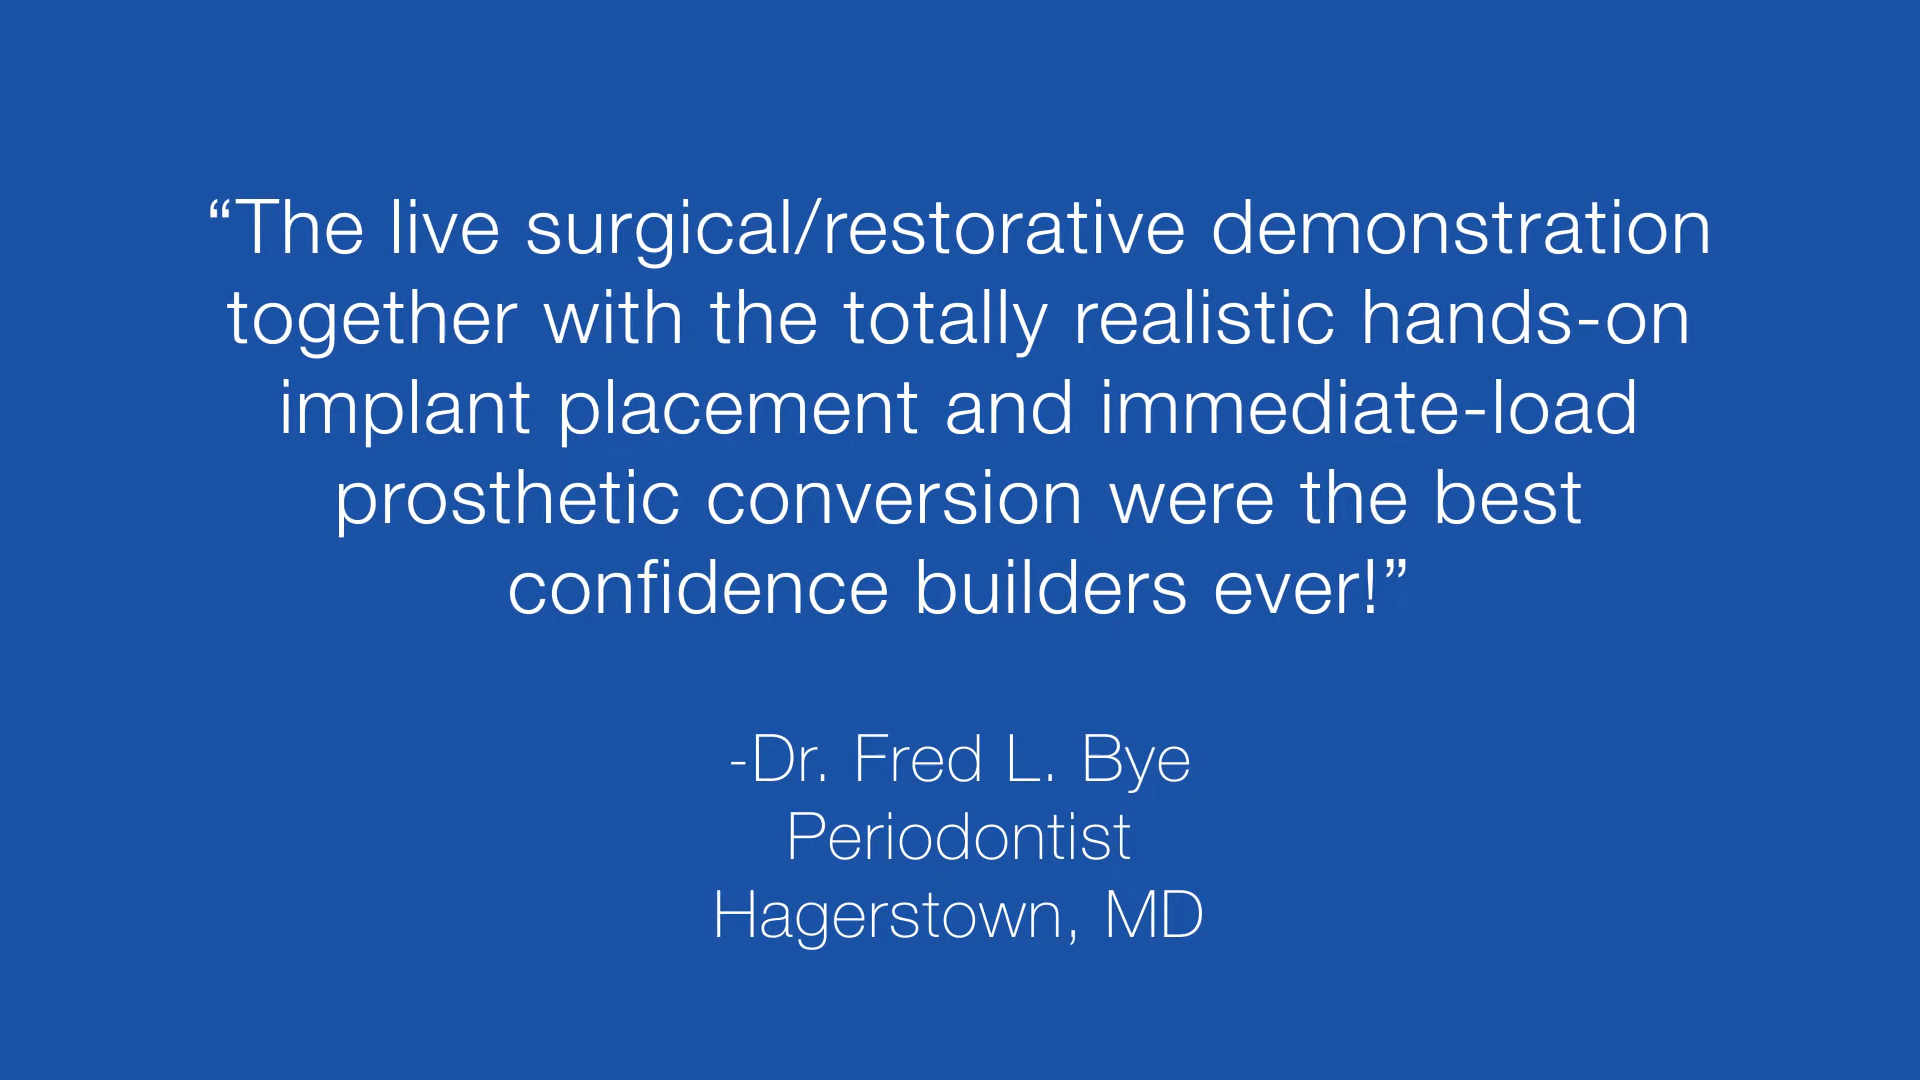 “The live surgical/restorative demonstration
together with the totally realistic hands-on
implant placement and immediate-load
prosthetic conversion were the best
confidence builders ever!”
-Dr. Fred L. Bye
Periodontist
Hagerstown, MD